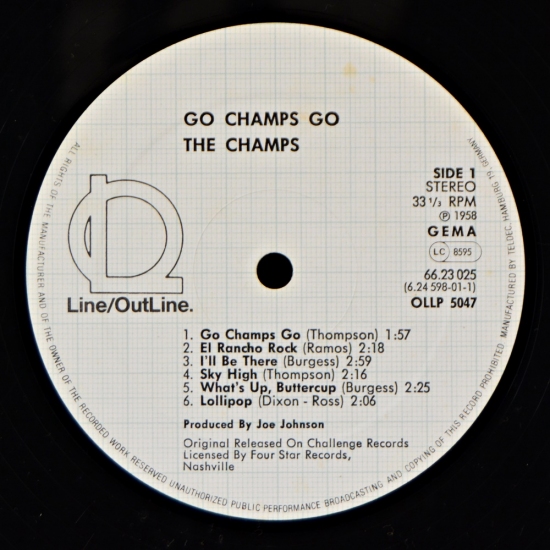 GO CHAMPS GO
THE CHAMPS
SIDE 1
STEREO
33 1/3 RPM
Ⓟ 1958
GEMA
LC 8595
66.23 025
(6.24 598-01-1)
OLLP 5047
Line/OutLine.
1. Go Champs Go (Thompson) 1:57
2. El Rancho Rock (Ramos) 2:18
3. I'll Be There (Burgess) 2:59
4. Sky High (Thompson) 2:16
5. What's Up, Buttercup (Burgess) 2:25
6. Lollipop (Dixon - Ross) 2:06
Produced By Joe Johnson
Original Released On Challenge Records
Licensed By Four Star Records,
Nashville
ALL RIGHTS OF THE MANUFACTURER AND OF THE OWNER OF THE RECORDED WORK RESERVED UNAUTHORIZED PUBLIC PERFORMANCE BROADCASTING AND COPYING OF THIS RECORD PROHIBITED. MANUFACTURED BY TELDEC, HAMBURG 19, GERMANY